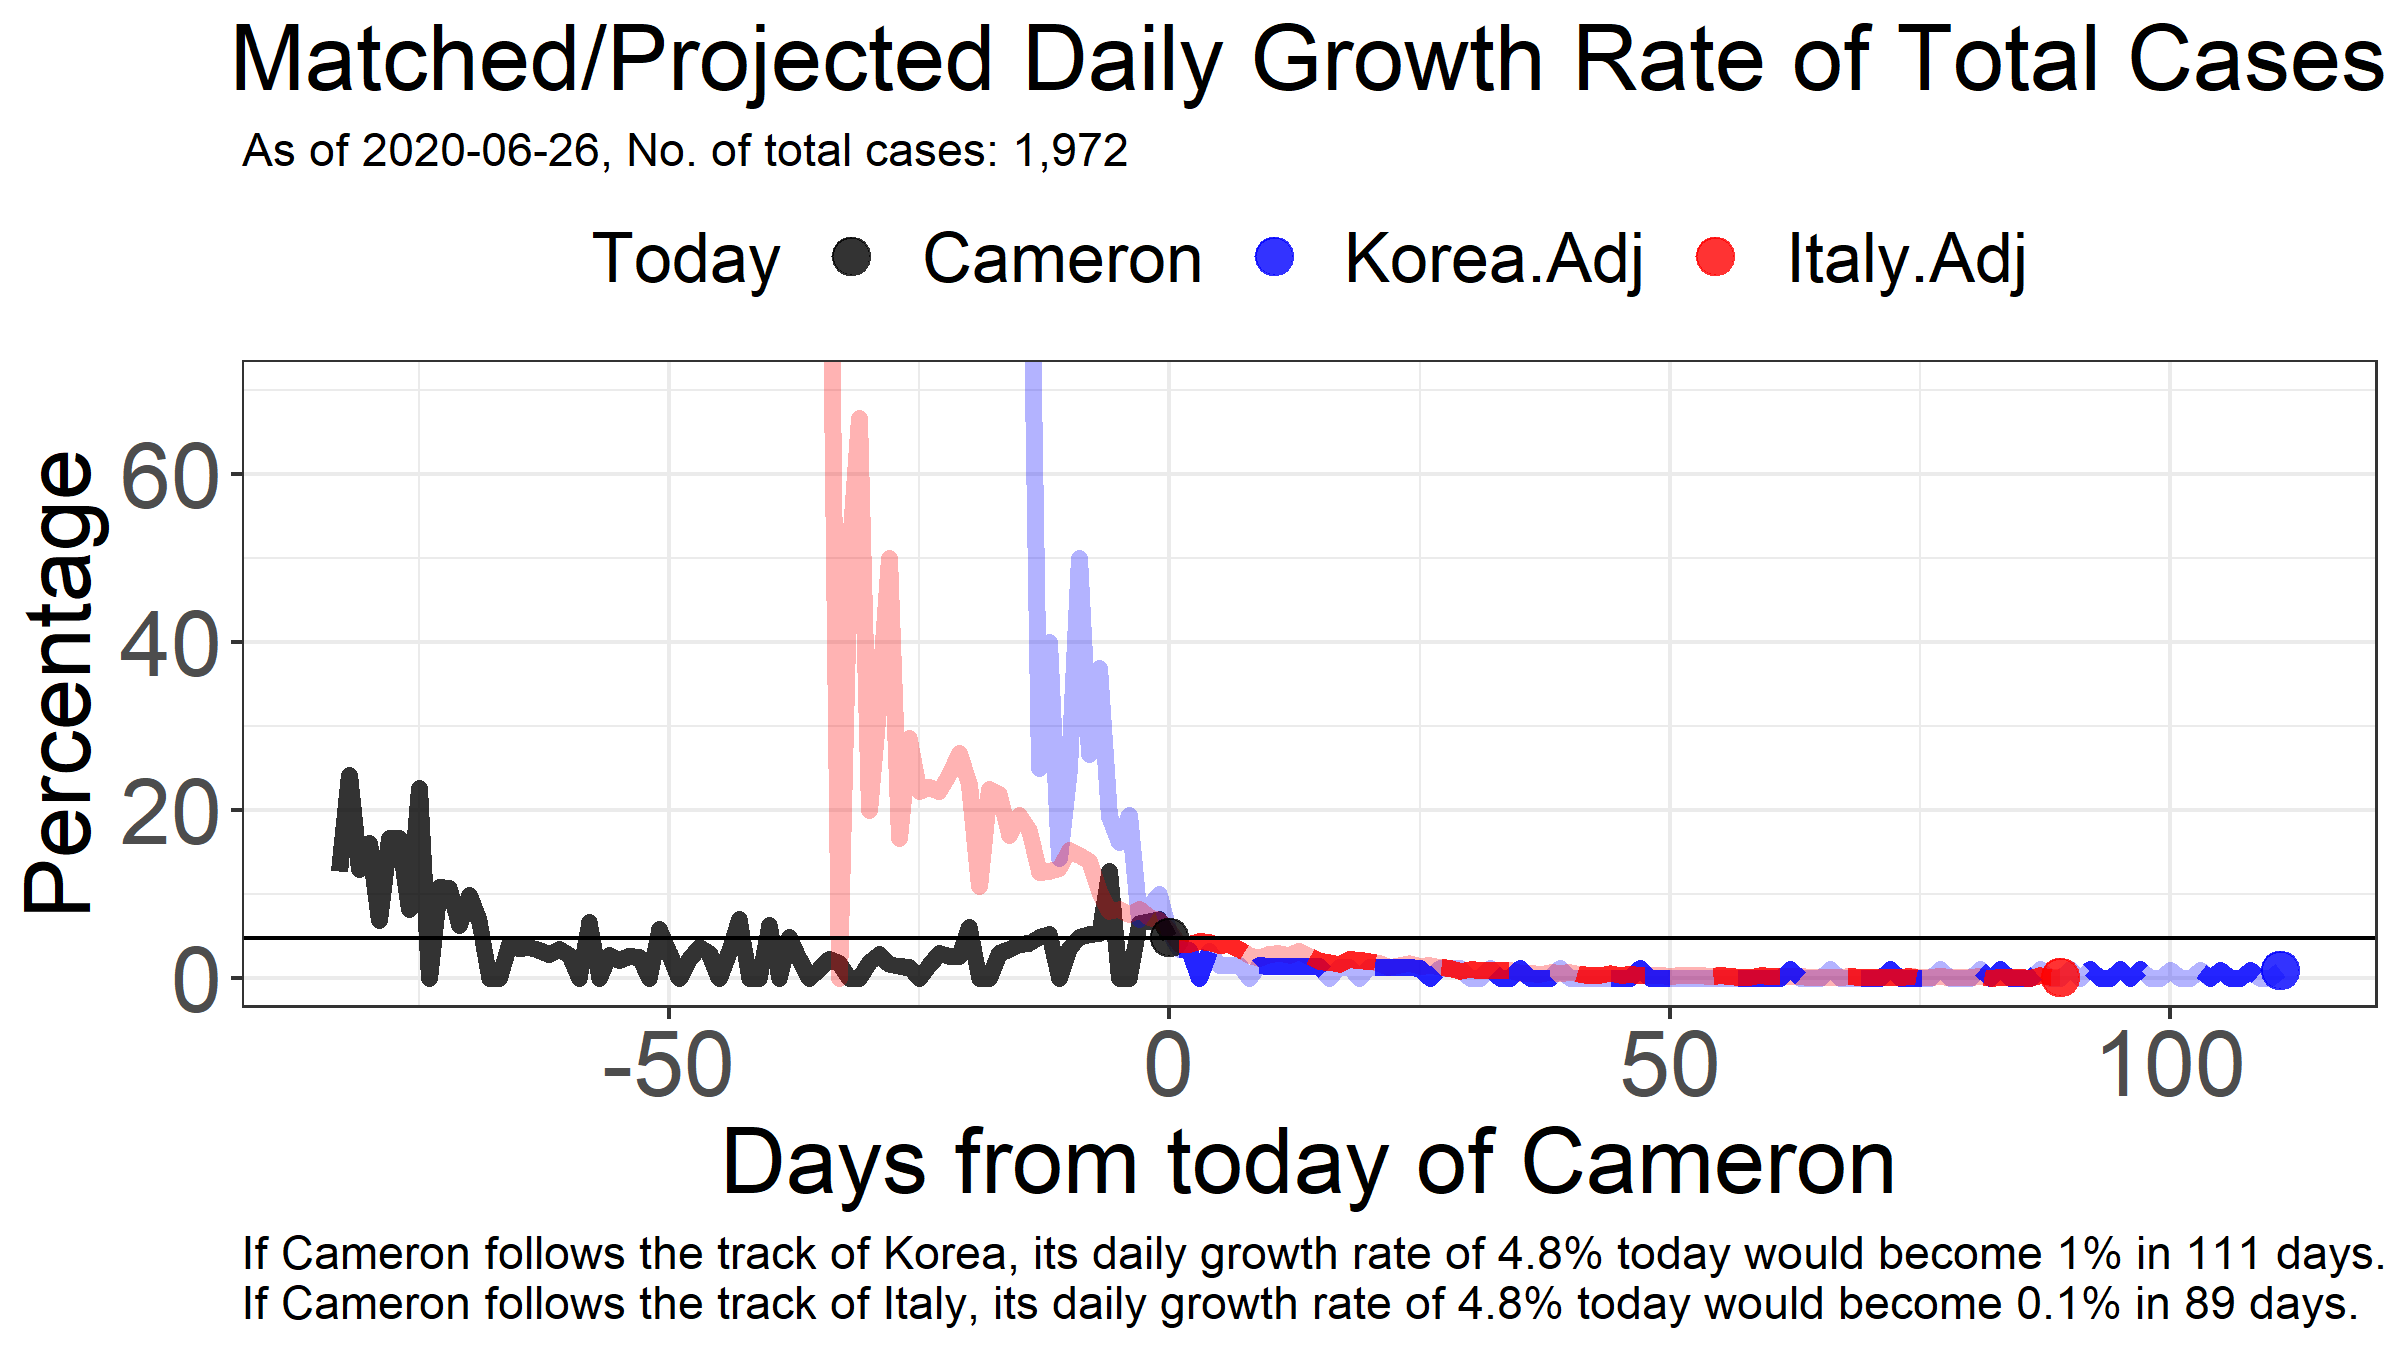 Matched/Projected Daily Growth Rate of Total Cases
As of 2020-06-26, No. of total cases: 1,972
Today Cameron Korea.Adj Italy.Adj
Percentage
60
40
20
0
-50 0 50 100
Days from today of Cameron
If Cameron follows the track of Korea, its daily growth rate of 4.8% today would become 1% in 111 days.
If Cameron follows the track of Italy, its daily growth rate of 4.8% today would become 0.1% in 89 days.